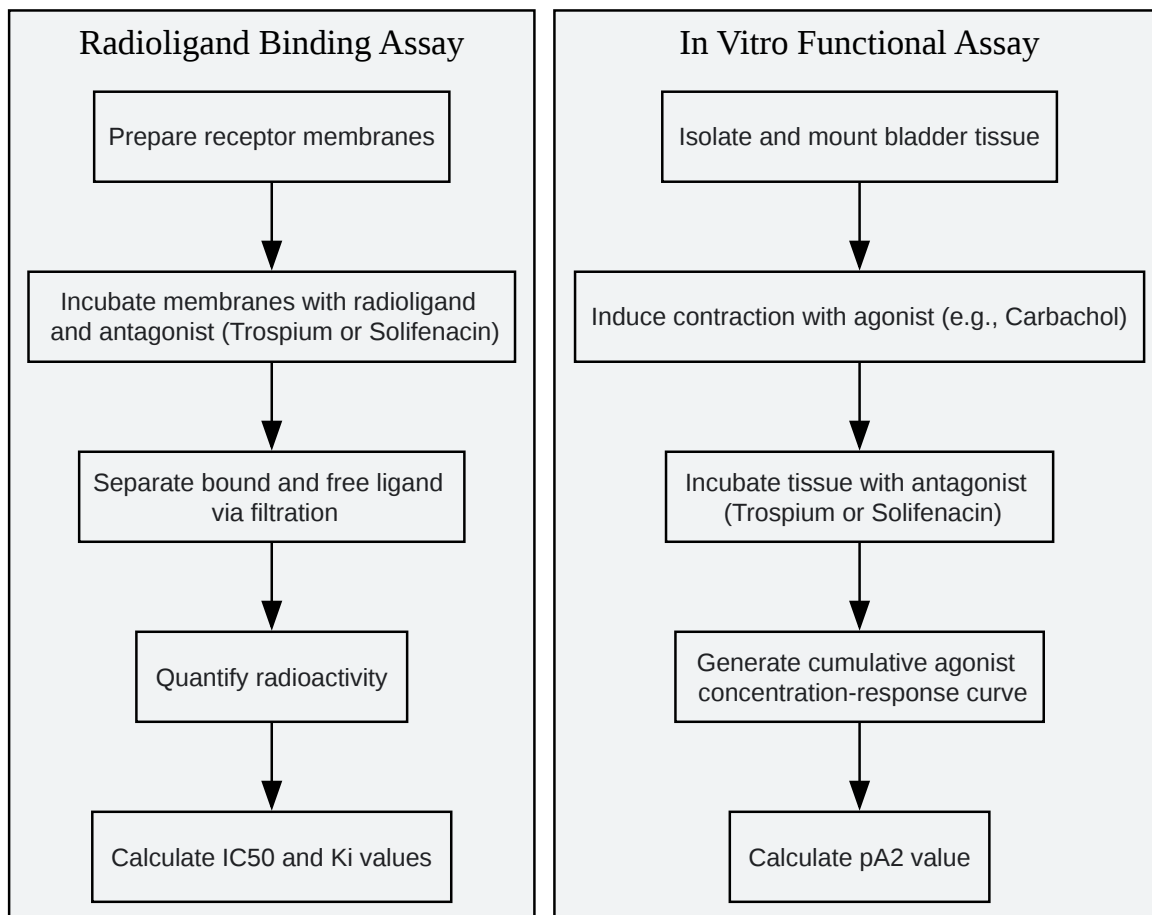 Radioligand Binding Assay
Prepare receptor membranes
Incubate membranes with radioligand
and antagonist (Trospium or Solifenacin)
Separate bound and free ligand
via filtration
Quantify radioactivity
Calculate IC50 and Ki values
In Vitro Functional Assay
Isolate and mount bladder tissue
Induce contraction with agonist (e.g., Carbachol)
Incubate tissue with antagonist
(Trospium or Solifenacin)
Generate cumulative agonist
concentration-response curve
Calculate pA2 value